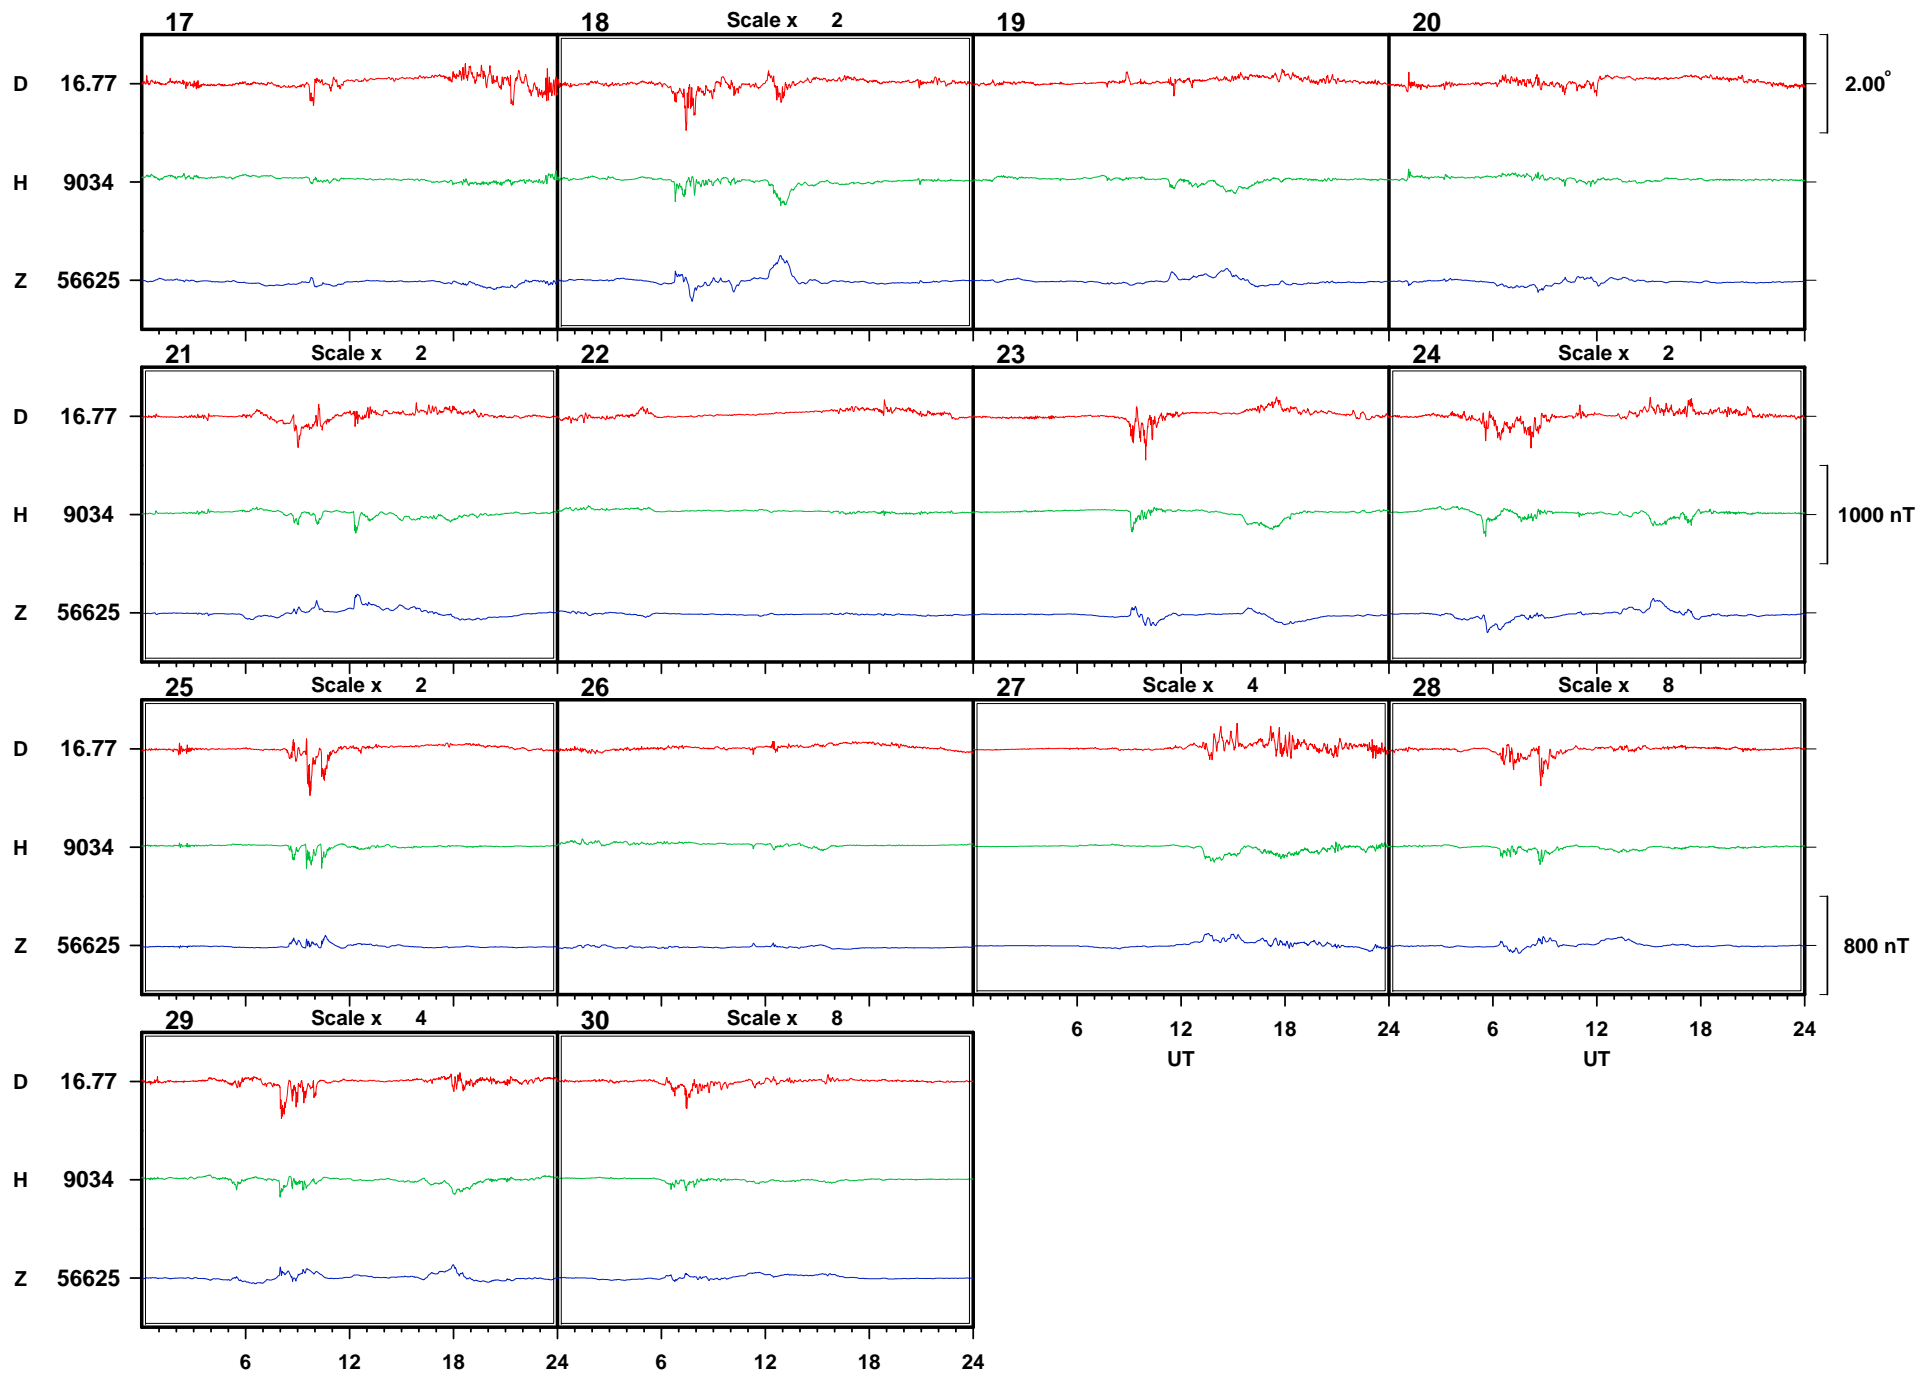 17 18 Scale x 2 19 20
D 16.77 2.00°
H 9034
Z 56625
21 Scale x 2 22 23 24 Scale x 2
D 16.77
H 9034 1000 nT
Z 56625
25 Scale x 2 26 27 Scale x 4 28 Scale x 8
D 16.77
H 9034
Z 56625 800 nT
29 Scale x 4 30 Scale x 8 6 12 18 24 6 12 18 24
UT UT
D 16.77
H 9034
Z 56625
6 12 18 24 6 12 18 24